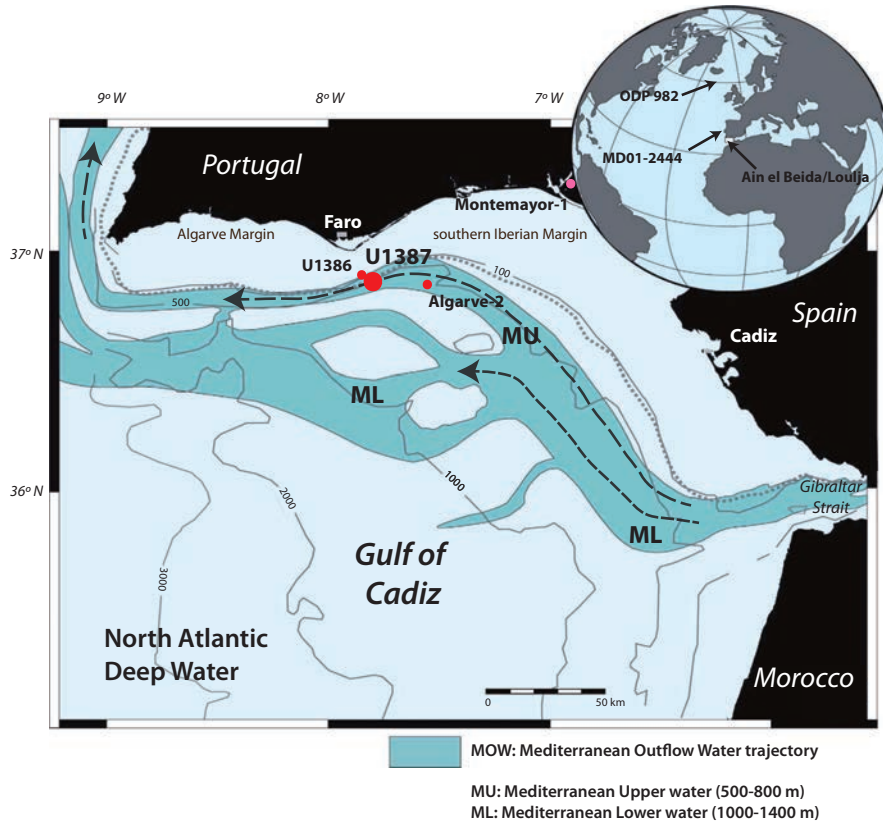 9° W
8° W
7° W
ODP 982
MD01-2444
Ain el Beida/Loulja
Portugal
Montemayor-1
Faro
Algarve Margin
southern Iberian Margin
37° N
U1386
U1387
100
500
Algarve-2
Spain
MU
Cadiz
ML
1000
36° N
2000
Gibraltar
Strait
ML
3000
Gulf of
Cadiz
North Atlantic
Deep Water
Morocco
0
50 km
MOW: Mediterranean Outflow Water trajectory
MU: Mediterranean Upper water (500-800 m)
ML: Mediterranean Lower water (1000-1400 m)